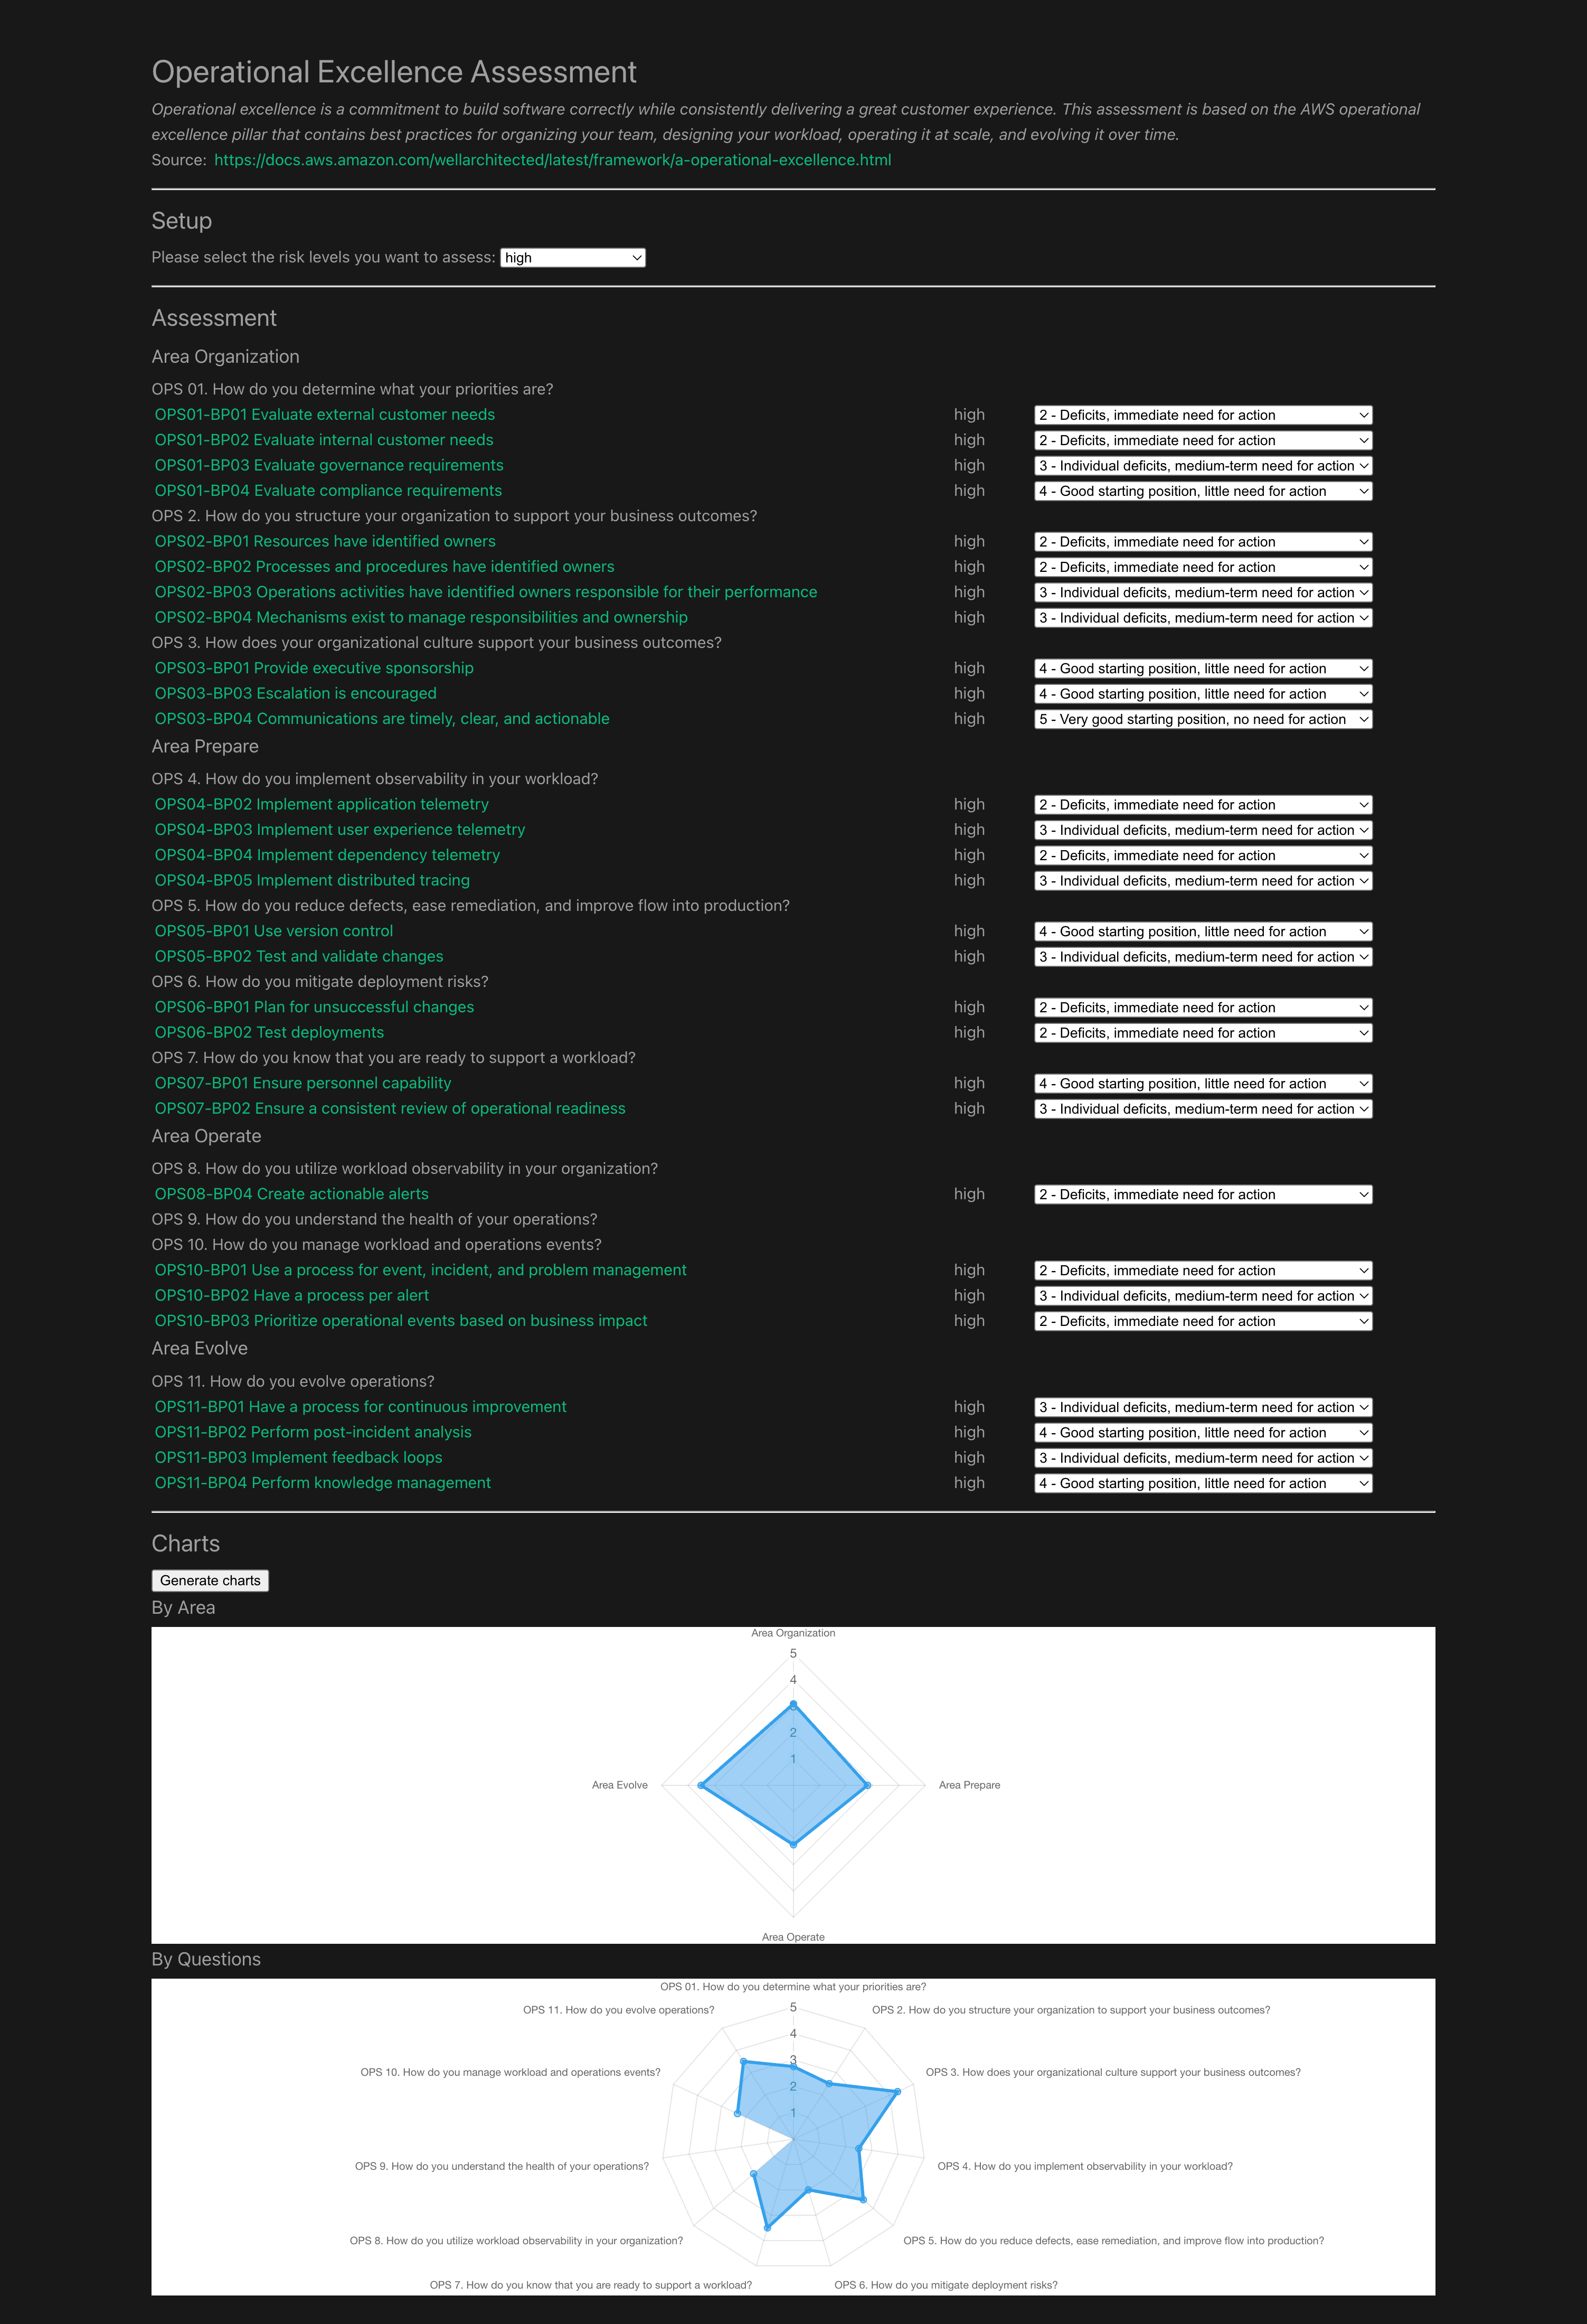 Operational Excellence Assessment
Operational excellence is a commitment to build software correctly while consistently delivering a great customer experience. This assessment is based on the AWS operational
excellence pillar that contains best practices for organizing your team, designing your workload, operating it at scale, and evolving it over time.
Source: https://docs.aws.amazon.com/wellarchitected/latest/framework/a-operational-excellence.html
Setup
Please select the risk levels you want to assess: high
Assessment
Area Organization
OPS 01. How do you determine what your priorities are?
OPS01-BP01 Evaluate external customer needs high 2 - Deficits, immediate need for action
OPS01-BP02 Evaluate internal customer needs high 2 - Deficits, immediate need for action
OPS01-BP03 Evaluate governance requirements high 3 - Individual deficits, medium-term need for action
OPS01-BP04 Evaluate compliance requirements high 4 - Good starting position, little need for action
OPS 2. How do you structure your organization to support your business outcomes?
OPS02-BP01 Resources have identified owners high 2 - Deficits, immediate need for action
OPS02-BP02 Processes and procedures have identified owners high 2 - Deficits, immediate need for action
OPS02-BP03 Operations activities have identified owners responsible for their performance high 3 - Individual deficits, medium-term need for action
OPS02-BP04 Mechanisms exist to manage responsibilities and ownership high 3 - Individual deficits, medium-term need for action
OPS 3. How does your organizational culture support your business outcomes?
OPS03-BP01 Provide executive sponsorship high 4 - Good starting position, little need for action
OPS03-BP03 Escalation is encouraged high 4 - Good starting position, little need for action
OPS03-BP04 Communications are timely, clear, and actionable high 5 - Very good starting position, no need for action
Area Prepare
OPS 4. How do you implement observability in your workload?
OPS04-BP02 Implement application telemetry high 2 - Deficits, immediate need for action
OPS04-BP03 Implement user experience telemetry high 3 - Individual deficits, medium-term need for action
OPS04-BP04 Implement dependency telemetry high 2 - Deficits, immediate need for action
OPS04-BP05 Implement distributed tracing high 3 - Individual deficits, medium-term need for action
OPS 5. How do you reduce defects, ease remediation, and improve flow into production?
OPS05-BP01 Use version control high 4 - Good starting position, little need for action
OPS05-BP02 Test and validate changes high 3 - Individual deficits, medium-term need for action
OPS 6. How do you mitigate deployment risks?
OPS06-BP01 Plan for unsuccessful changes high 2 - Deficits, immediate need for action
OPS06-BP02 Test deployments high 2 - Deficits, immediate need for action
OPS 7. How do you know that you are ready to support a workload?
OPS07-BP01 Ensure personnel capability high 4 - Good starting position, little need for action
OPS07-BP02 Ensure a consistent review of operational readiness high 3 - Individual deficits, medium-term need for action
Area Operate
OPS 8. How do you utilize workload observability in your organization?
OPS08-BP04 Create actionable alerts high 2 - Deficits, immediate need for action
OPS 9. How do you understand the health of your operations?
OPS 10. How do you manage workload and operations events?
OPS10-BP01 Use a process for event, incident, and problem management high 2 - Deficits, immediate need for action
OPS10-BP02 Have a process per alert high 3 - Individual deficits, medium-term need for action
OPS10-BP03 Prioritize operational events based on business impact high 2 - Deficits, immediate need for action
Area Evolve
OPS 11. How do you evolve operations?
OPS11-BP01 Have a process for continuous improvement high 3 - Individual deficits, medium-term need for action
OPS11-BP02 Perform post-incident analysis high 4 - Good starting position, little need for action
OPS11-BP03 Implement feedback loops high 3 - Individual deficits, medium-term need for action
OPS11-BP04 Perform knowledge management high 4 - Good starting position, little need for action
Charts
Generate charts
By Area
Area Organization
5
4
3
2
1
Area Evolve
Area Prepare
Area Operate
By Questions
OPS 01. How do you determine what your priorities are?
OPS 11. How do you evolve operations?
5
OPS 2. How do you structure your organization to support your business outcomes?
4
3
OPS 10. How do you manage workload and operations events?
OPS 3. How does your organizational culture support your business outcomes?
2
1
OPS 9. How do you understand the health of your operations?
OPS 4. How do you implement observability in your workload?
OPS 8. How do you utilize workload observability in your organization?
OPS 5. How do you reduce defects, ease remediation, and improve flow into production?
OPS 7. How do you know that you are ready to support a workload?
OPS 6. How do you mitigate deployment risks?